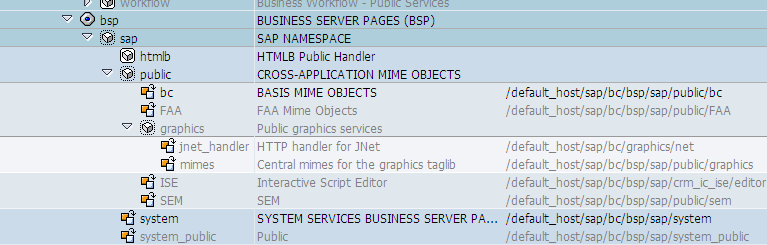 workflow Business Workflow - Public Services
bsp BUSINESS SERVER PAGES (BSP)
sap SAP NAMESPACE
htmlb HTMLB Public Handler
public CROSS-APPLICATION MIME OBJECTS
bc BASIS MIME OBJECTS /default_host/sap/bc/bsp/sap/public/bc
FAA FAA Mime Objects /default_host/sap/bc/bsp/sap/public/FAA
graphics Public graphics services
jnet_handler HTTP handler for JNet /default_host/sap/bc/graphics/net
mimes Central mimes for the graphics taglib /default_host/sap/bc/bsp/sap/public/graphics
ISE Interactive Script Editor /default_host/sap/bc/bsp/sap/crm_ic_ise/editor
SEM SEM /default_host/sap/bc/bsp/sap/public/sem
system SYSTEM SERVICES BUSINESS SERVER PA... /default_host/sap/bc/bsp/sap/system
system_public Public /default_host/sap/bc/bsp/sap/system_public